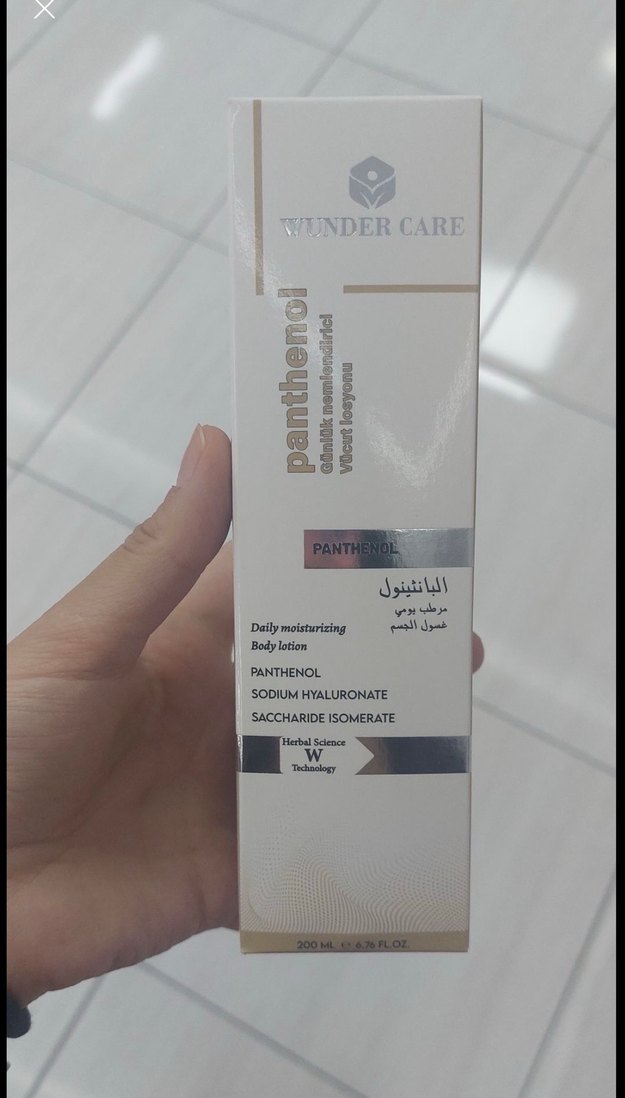 WUNDER CARE
panthenol
Günlük nemlendirici
Vücut losyonu
PANTHENOL
البانثينول
مرطب يومي
غسول الجسم
Daily moisturizing
Body lotion
PANTHENOL
SODIUM HYALURONATE
SACCHARIDE ISOMERATE
Herbal Science
W
Technology
200 ML ℮ 6.76 FL.OZ.